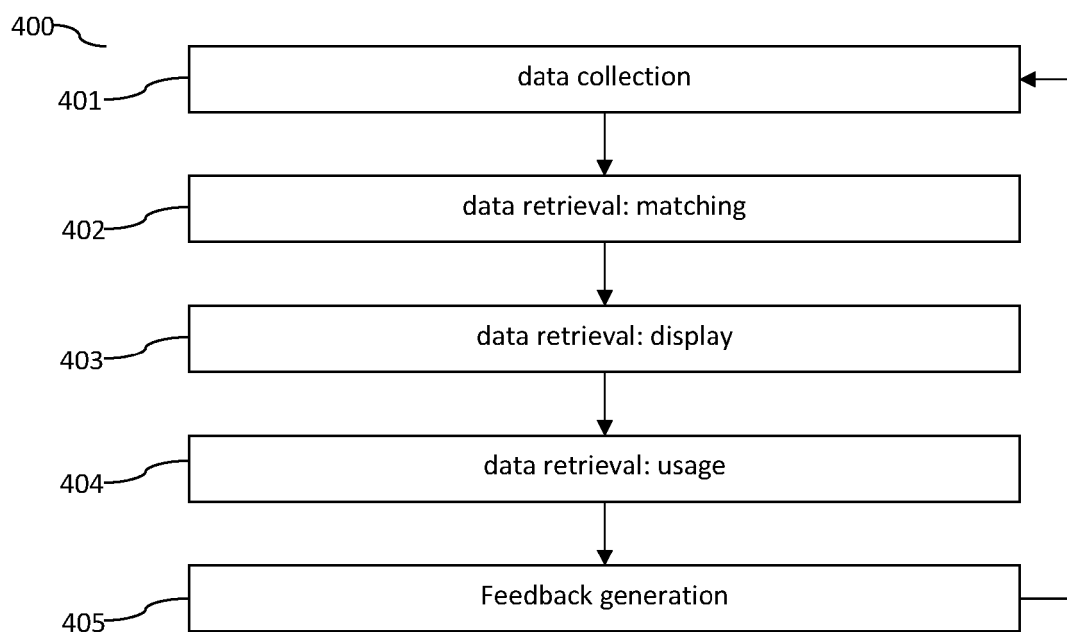 400
data collection
401
data retrieval: matching
402
data retrieval: display
403
data retrieval: usage
404
Feedback generation
405